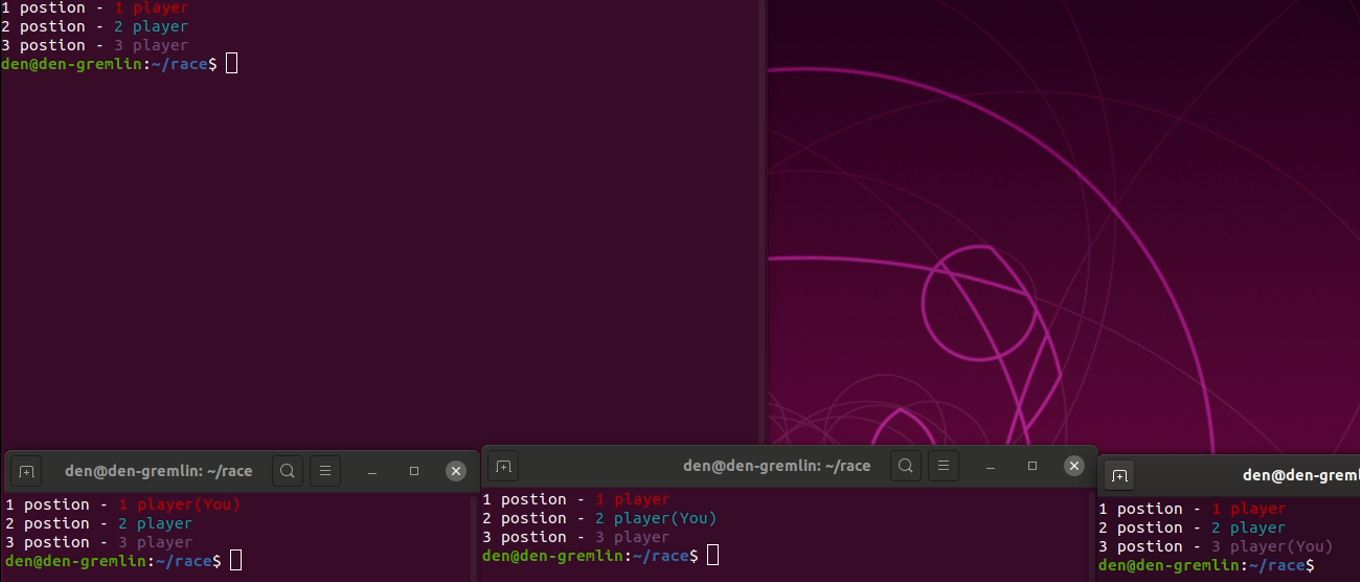 1 postion - 1 player
2 postion - 2 player
3 postion - 3 player
den@den-gremlin:~/race$
den@den-gremlin: ~/race
1 postion - 1 player(You)
2 postion - 2 player
3 postion - 3 player
den@den-gremlin:~/race$
den@den-gremlin: ~/race
1 postion - 1 player
2 postion - 2 player(You)
3 postion - 3 player
den@den-gremlin:~/race$
den@den-greml
1 postion - 1 player
2 postion - 2 player
3 postion - 3 player(You)
den@den-gremlin:~/race$